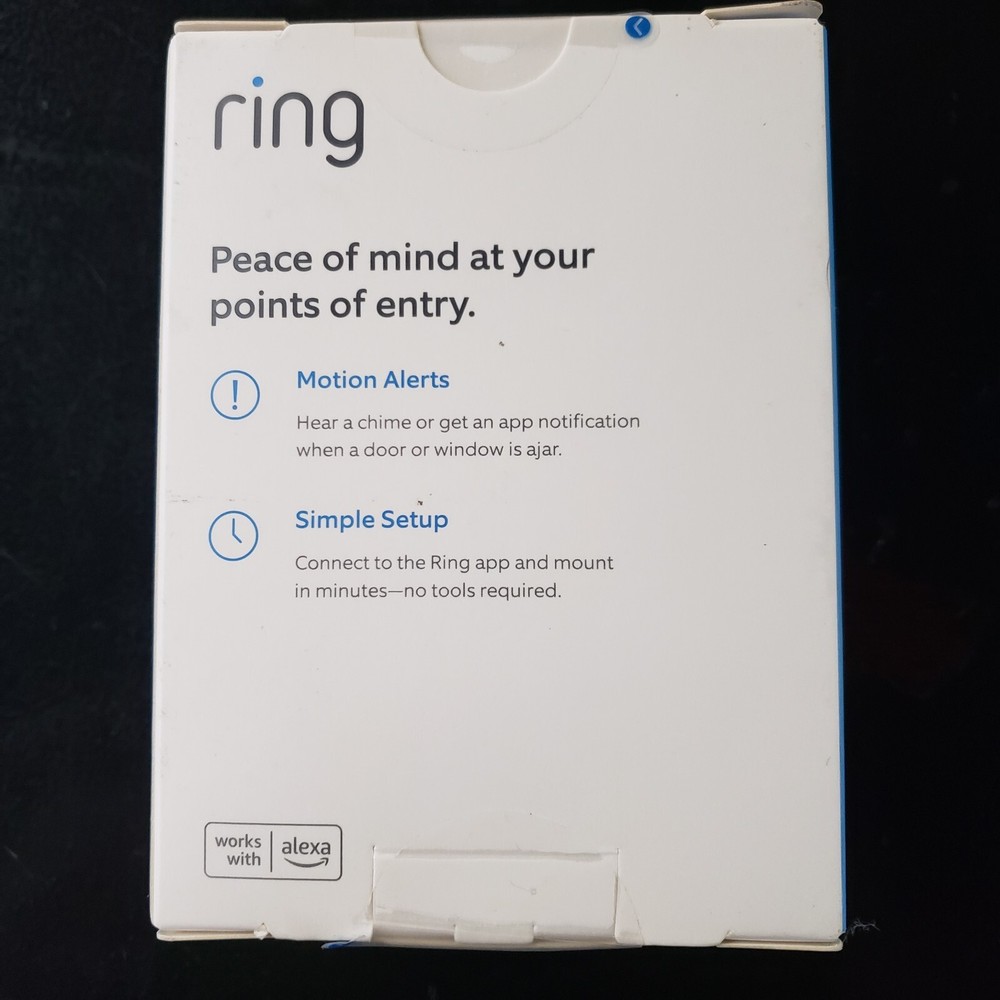 ring
Peace of mind at your
points of entry.
Motion Alerts
Hear a chime or get an app notification
when a door or window is ajar.
Simple Setup
Connect to the Ring app and mount
in minutes—no tools required.
works
with
alexa